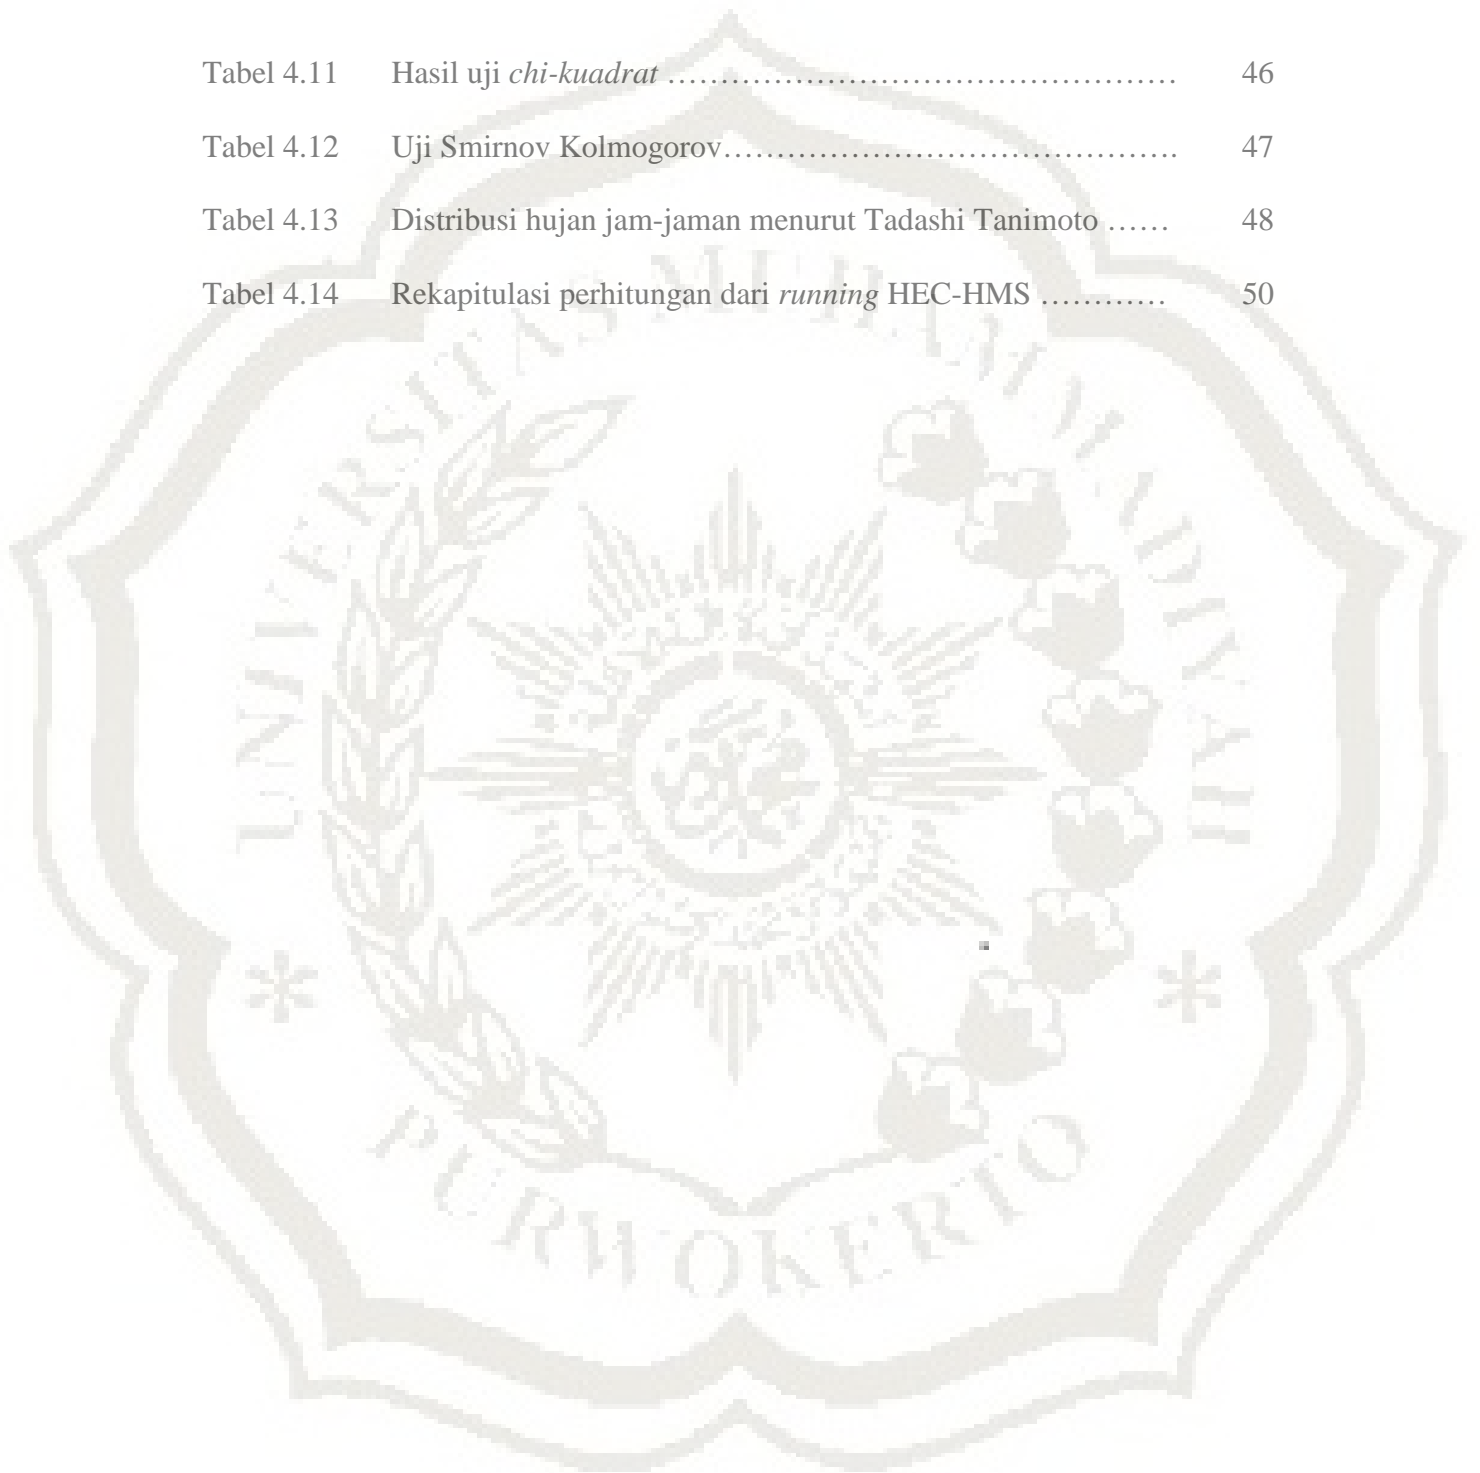 Tabel 4.11 Hasil uji chi-kuadrat ……………………………………… 46
Tabel 4.12 Uji Smirnov Kolmogorov…………………………………. 47
Tabel 4.13 Distribusi hujan jam-jaman menurut Tadashi Tanimoto …… 48
Tabel 4.14 Rekapitulasi perhitungan dari running HEC-HMS ………… 50
UNIVERSITAS MUHAMMADIYAH
PURWOKERTO